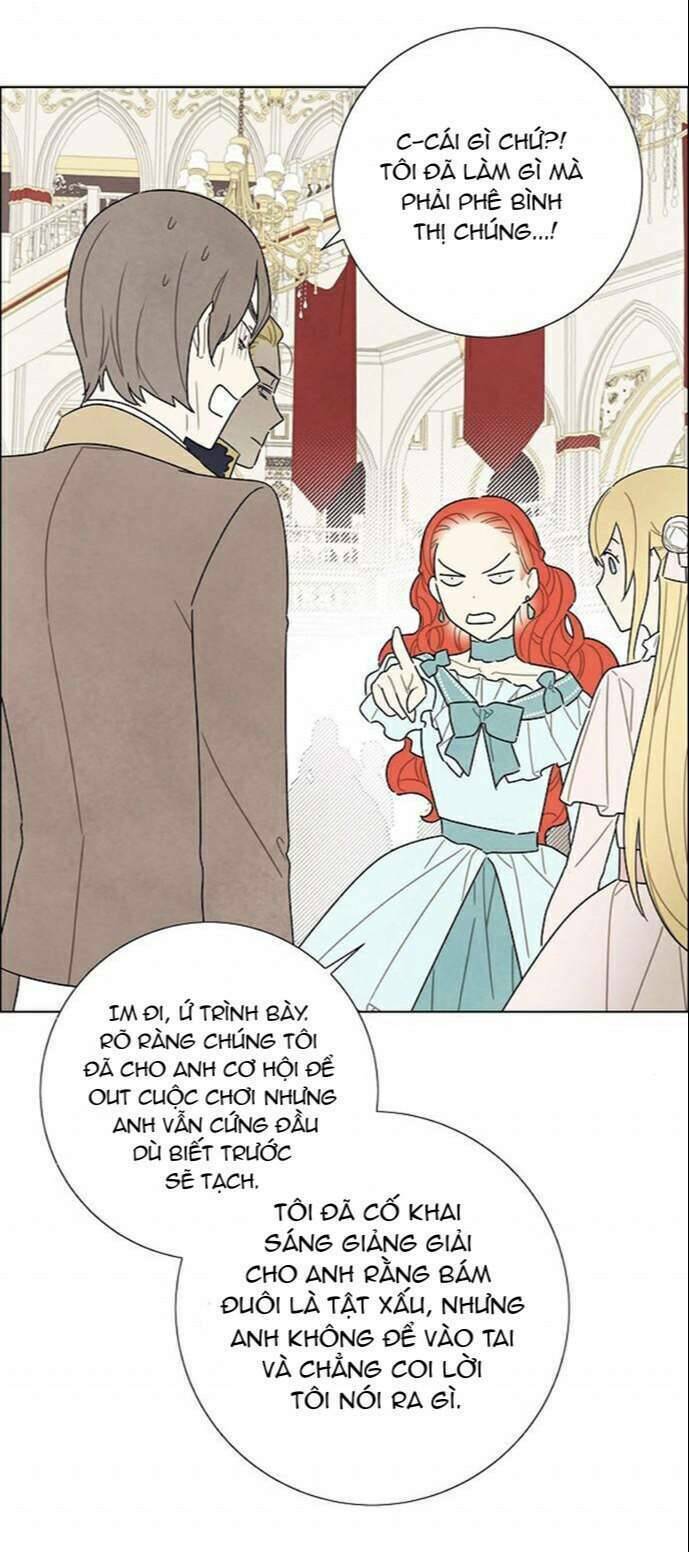 C-CÁI GÌ CHỨ?!
TÔI ĐÃ LÀM GÌ MÀ
PHẢI PHÊ BÌNH
THỊ CHÚNG...!
IM ĐI, Ứ TRÌNH BÀY.
RÕ RÀNG CHÚNG TÔI
ĐÃ CHO ANH CƠ HỘI ĐỂ
OUT CUỘC CHƠI NHƯNG
ANH VẪN CỨNG ĐẦU
DÙ BIẾT TRƯỚC
SẼ TẠCH.
TÔI ĐÃ CỐ KHAI
SÁNG GIẢNG GIẢI
CHO ANH RẰNG BÁM
ĐUÔI LÀ TẬT XẤU, NHƯNG
ANH KHÔNG ĐỂ VÀO TAI
VÀ CHẲNG COI LỜI
TÔI NÓI RA GÌ.